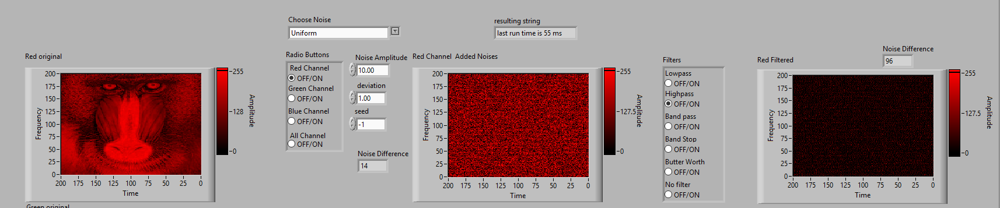 Choose Noise
Uniform
resulting string
last run time is 55 ms
Red original
200
175
150
125
100
75
50
25
0
Frequency
200 175 150 125 100 75 50 25 0
Time
255
128
0
Amplitude
Radio Buttons
Red Channel
OFF/ON
Green Channel
OFF/ON
Blue Channel
OFF/ON
All Channel
OFF/ON
Noise Amplitude
10.00
deviation
1.00
seed
-1
Noise Difference
14
Red Channel Added Noises
200
175
150
125
100
75
50
25
0
Frequency
200 175 150 125 100 75 50 25 0
Time
255
127.5
0
Amplitude
Filters
Lowpass
OFF/ON
Highpass
OFF/ON
Band pass
OFF/ON
Band Stop
OFF/ON
Butter Worth
OFF/ON
No filter
OFF/ON
Noise Difference
96
Red Filtered
200
175
150
125
100
75
50
25
0
Frequency
200 175 150 125 100 75 50 25 0
Time
255
127.5
0
Amplitude
Green original